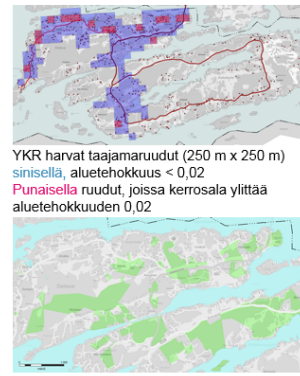 YKR harvat taajamaruudut (250 m x 250 m)
sinisellä, aluetehokkuus < 0,02
Punaisella ruudut, joissa kerrosala ylittää
aluetehokkuuden 0,02